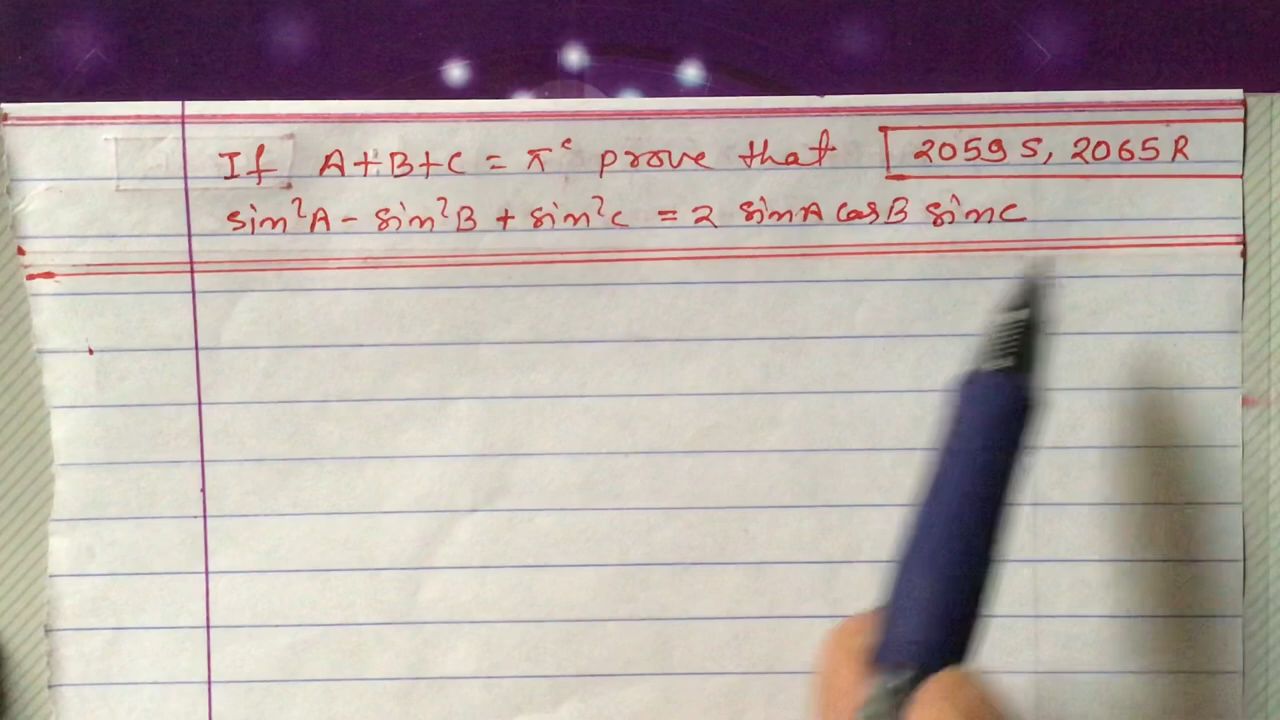 If A+B+C = π^c prove that 2059 S, 2065 R
sin²A - sin²B + sin²C = 2 sinA cosB sinC